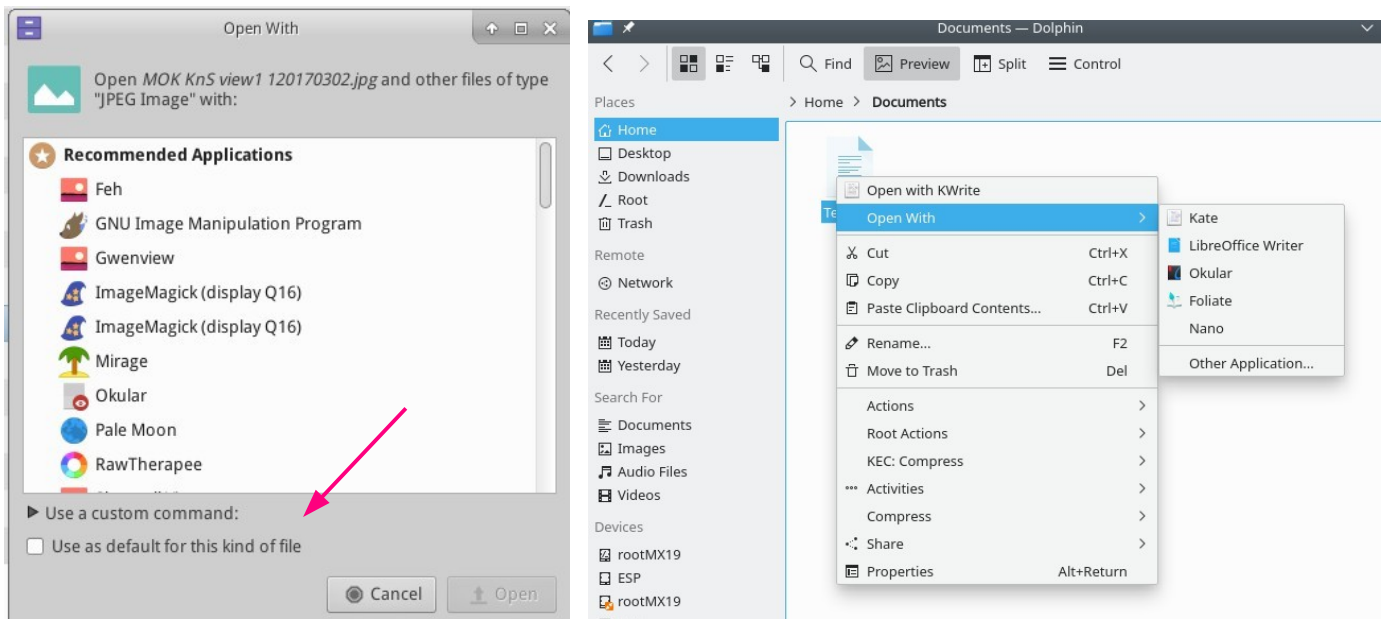 Open With
Open MOK KnS view1 120170302.jpg and other files of type
"JPEG Image" with:
Recommended Applications
Feh
GNU Image Manipulation Program
Gwenview
ImageMagick (display Q16)
ImageMagick (display Q16)
Mirage
Okular
Pale Moon
RawTherapee
Use a custom command:
Use as default for this kind of file
Cancel
Open
Documents — Dolphin
Find
Preview
Split
Control
Places
Home
Desktop
Downloads
Root
Trash
Remote
Network
Recently Saved
Today
Yesterday
Search For
Documents
Images
Audio Files
Videos
Devices
rootMX19
ESP
rootMX19
> Home > Documents
Te
Open with KWrite
Open With
Cut Ctrl+X
Copy Ctrl+C
Paste Clipboard Contents... Ctrl+V
Rename... F2
Move to Trash Del
Actions
Root Actions
KEC: Compress
Activities
Compress
Share
Properties Alt+Return
Kate
LibreOffice Writer
Okular
Foliate
Nano
Other Application...